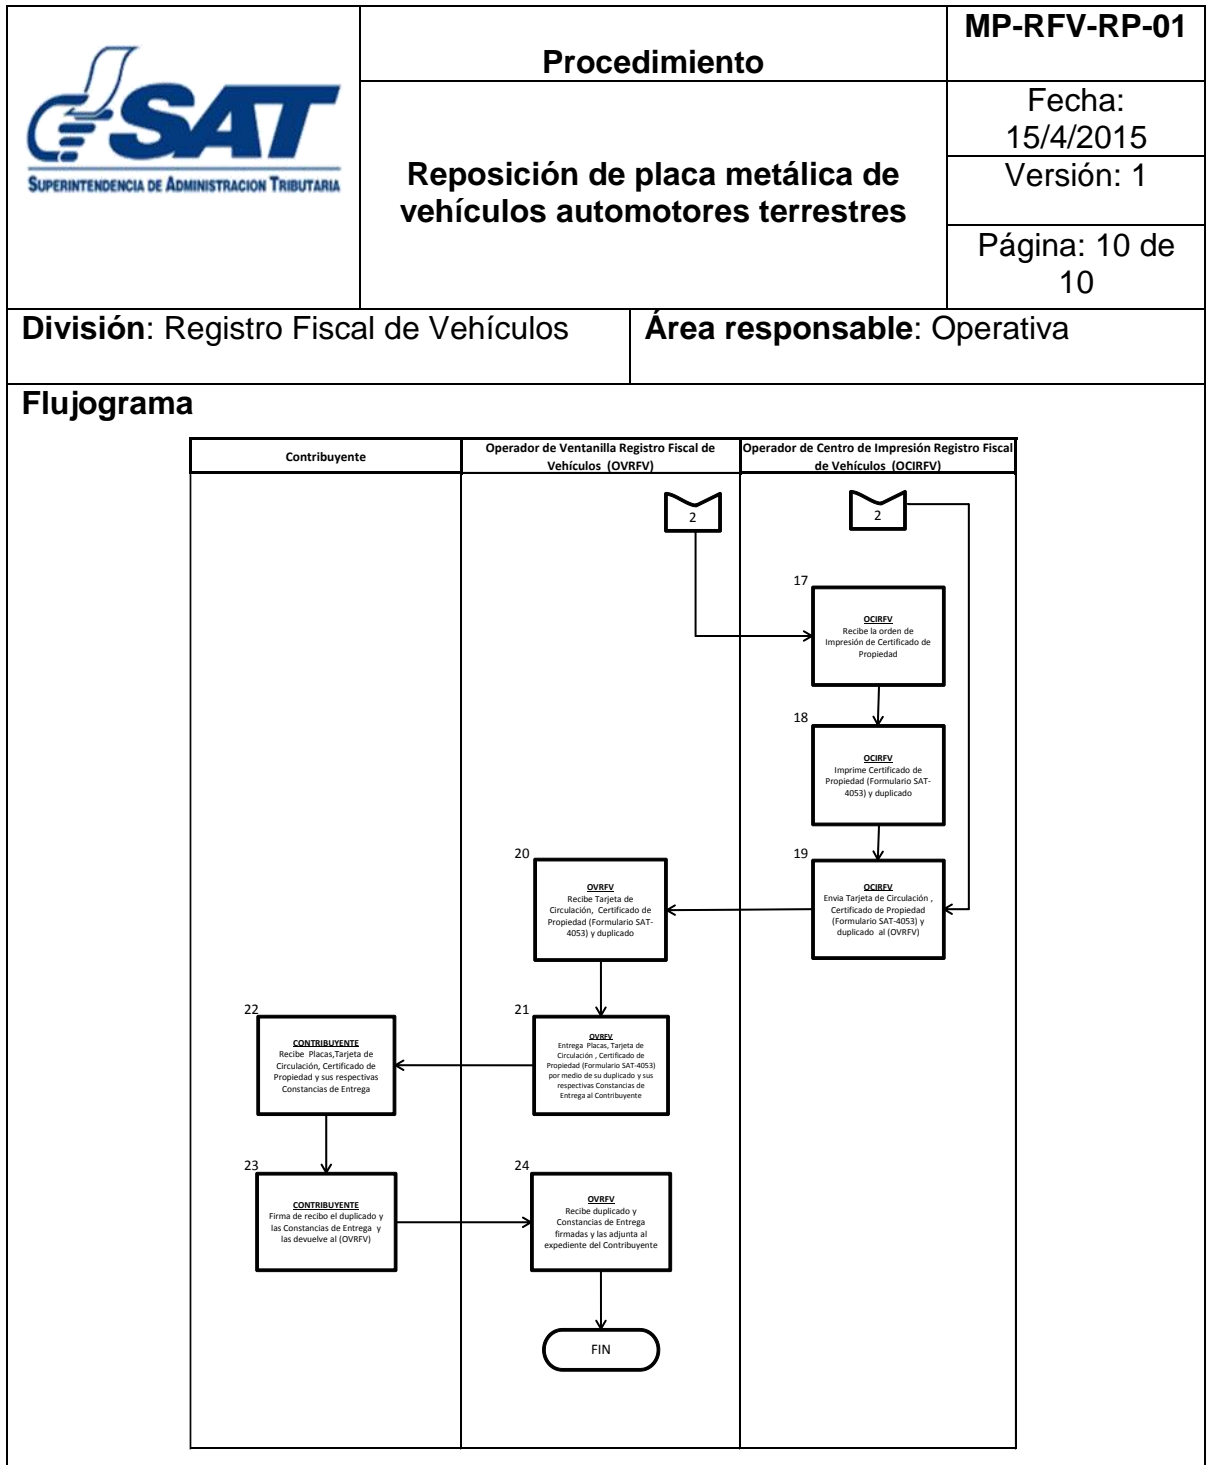 SAT
SUPERINTENDENCIA DE ADMINISTRACION TRIBUTARIA
Procedimiento
Reposición de placa metálica de
vehículos automotores terrestres
MP-RFV-RP-01
Fecha:
15/4/2015
Versión: 1
Página: 10 de
10
División: Registro Fiscal de Vehículos
Área responsable: Operativa
Flujograma
Contribuyente
Operador de Ventanilla Registro Fiscal de
Vehículos (OVRFV)
Operador de Centro de Impresión Registro Fiscal
de Vehículos (OCIRFV)
2
2
17
OCIRFV
Recibe la orden de
Impresión de Certificado de
Propiedad
18
OCIRFV
Imprime Certificado de
Propiedad (Formulario SAT-
4053) y duplicado
19
OCIRFV
Envia Tarjeta de Circulación ,
Certificado de Propiedad
(Formulario SAT-4053) y
duplicado al (OVRFV)
20
OVRFV
Recibe Tarjeta de
Circulación, Certificado de
Propiedad (Formulario SAT-
4053) y duplicado
21
OVRFV
Entrega Placas, Tarjeta de
Circulación , Certificado de
Propiedad (Formulario SAT-4053)
por medio de su duplicado y sus
respectivas Constancias de
Entrega al Contribuyente
22
CONTRIBUYENTE
Recibe Placas,Tarjeta de
Circulación, Certificado de
Propiedad y sus respectivas
Constancias de Entrega
23
CONTRIBUYENTE
Firma de recibo el duplicado y
las Constancias de Entrega y
las devuelve al (OVRFV)
24
OVRFV
Recibe duplicado y
Constancias de Entrega
firmadas y las adjunta al
expediente del Contribuyente
FIN